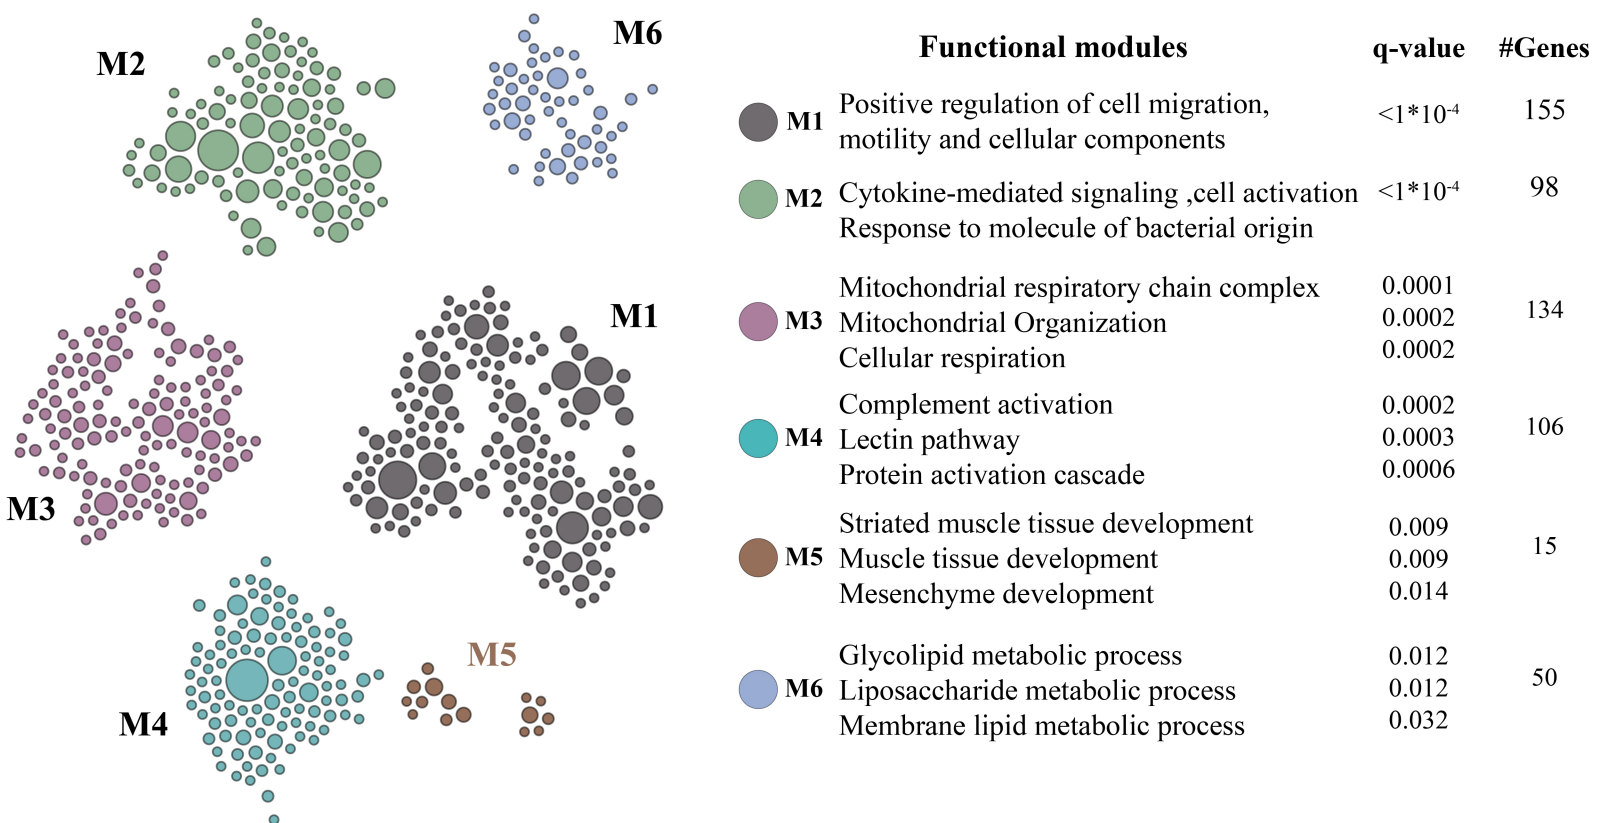 M2
M6
M3
M1
M4
M5
Functional modules q-value #Genes
M1 Positive regulation of cell migration, <1*10-4 155
motility and cellular components
M2 Cytokine-mediated signaling ,cell activation <1*10-4 98
Response to molecule of bacterial origin
Mitochondrial respiratory chain complex 0.0001
M3 Mitochondrial Organization 0.0002 134
Cellular respiration 0.0002
Complement activation 0.0002
M4 Lectin pathway 0.0003 106
Protein activation cascade 0.0006
Striated muscle tissue development 0.009
M5 Muscle tissue development 0.009 15
Mesenchyme development 0.014
Glycolipid metabolic process 0.012
M6 Liposaccharide metabolic process 0.012 50
Membrane lipid metabolic process 0.032